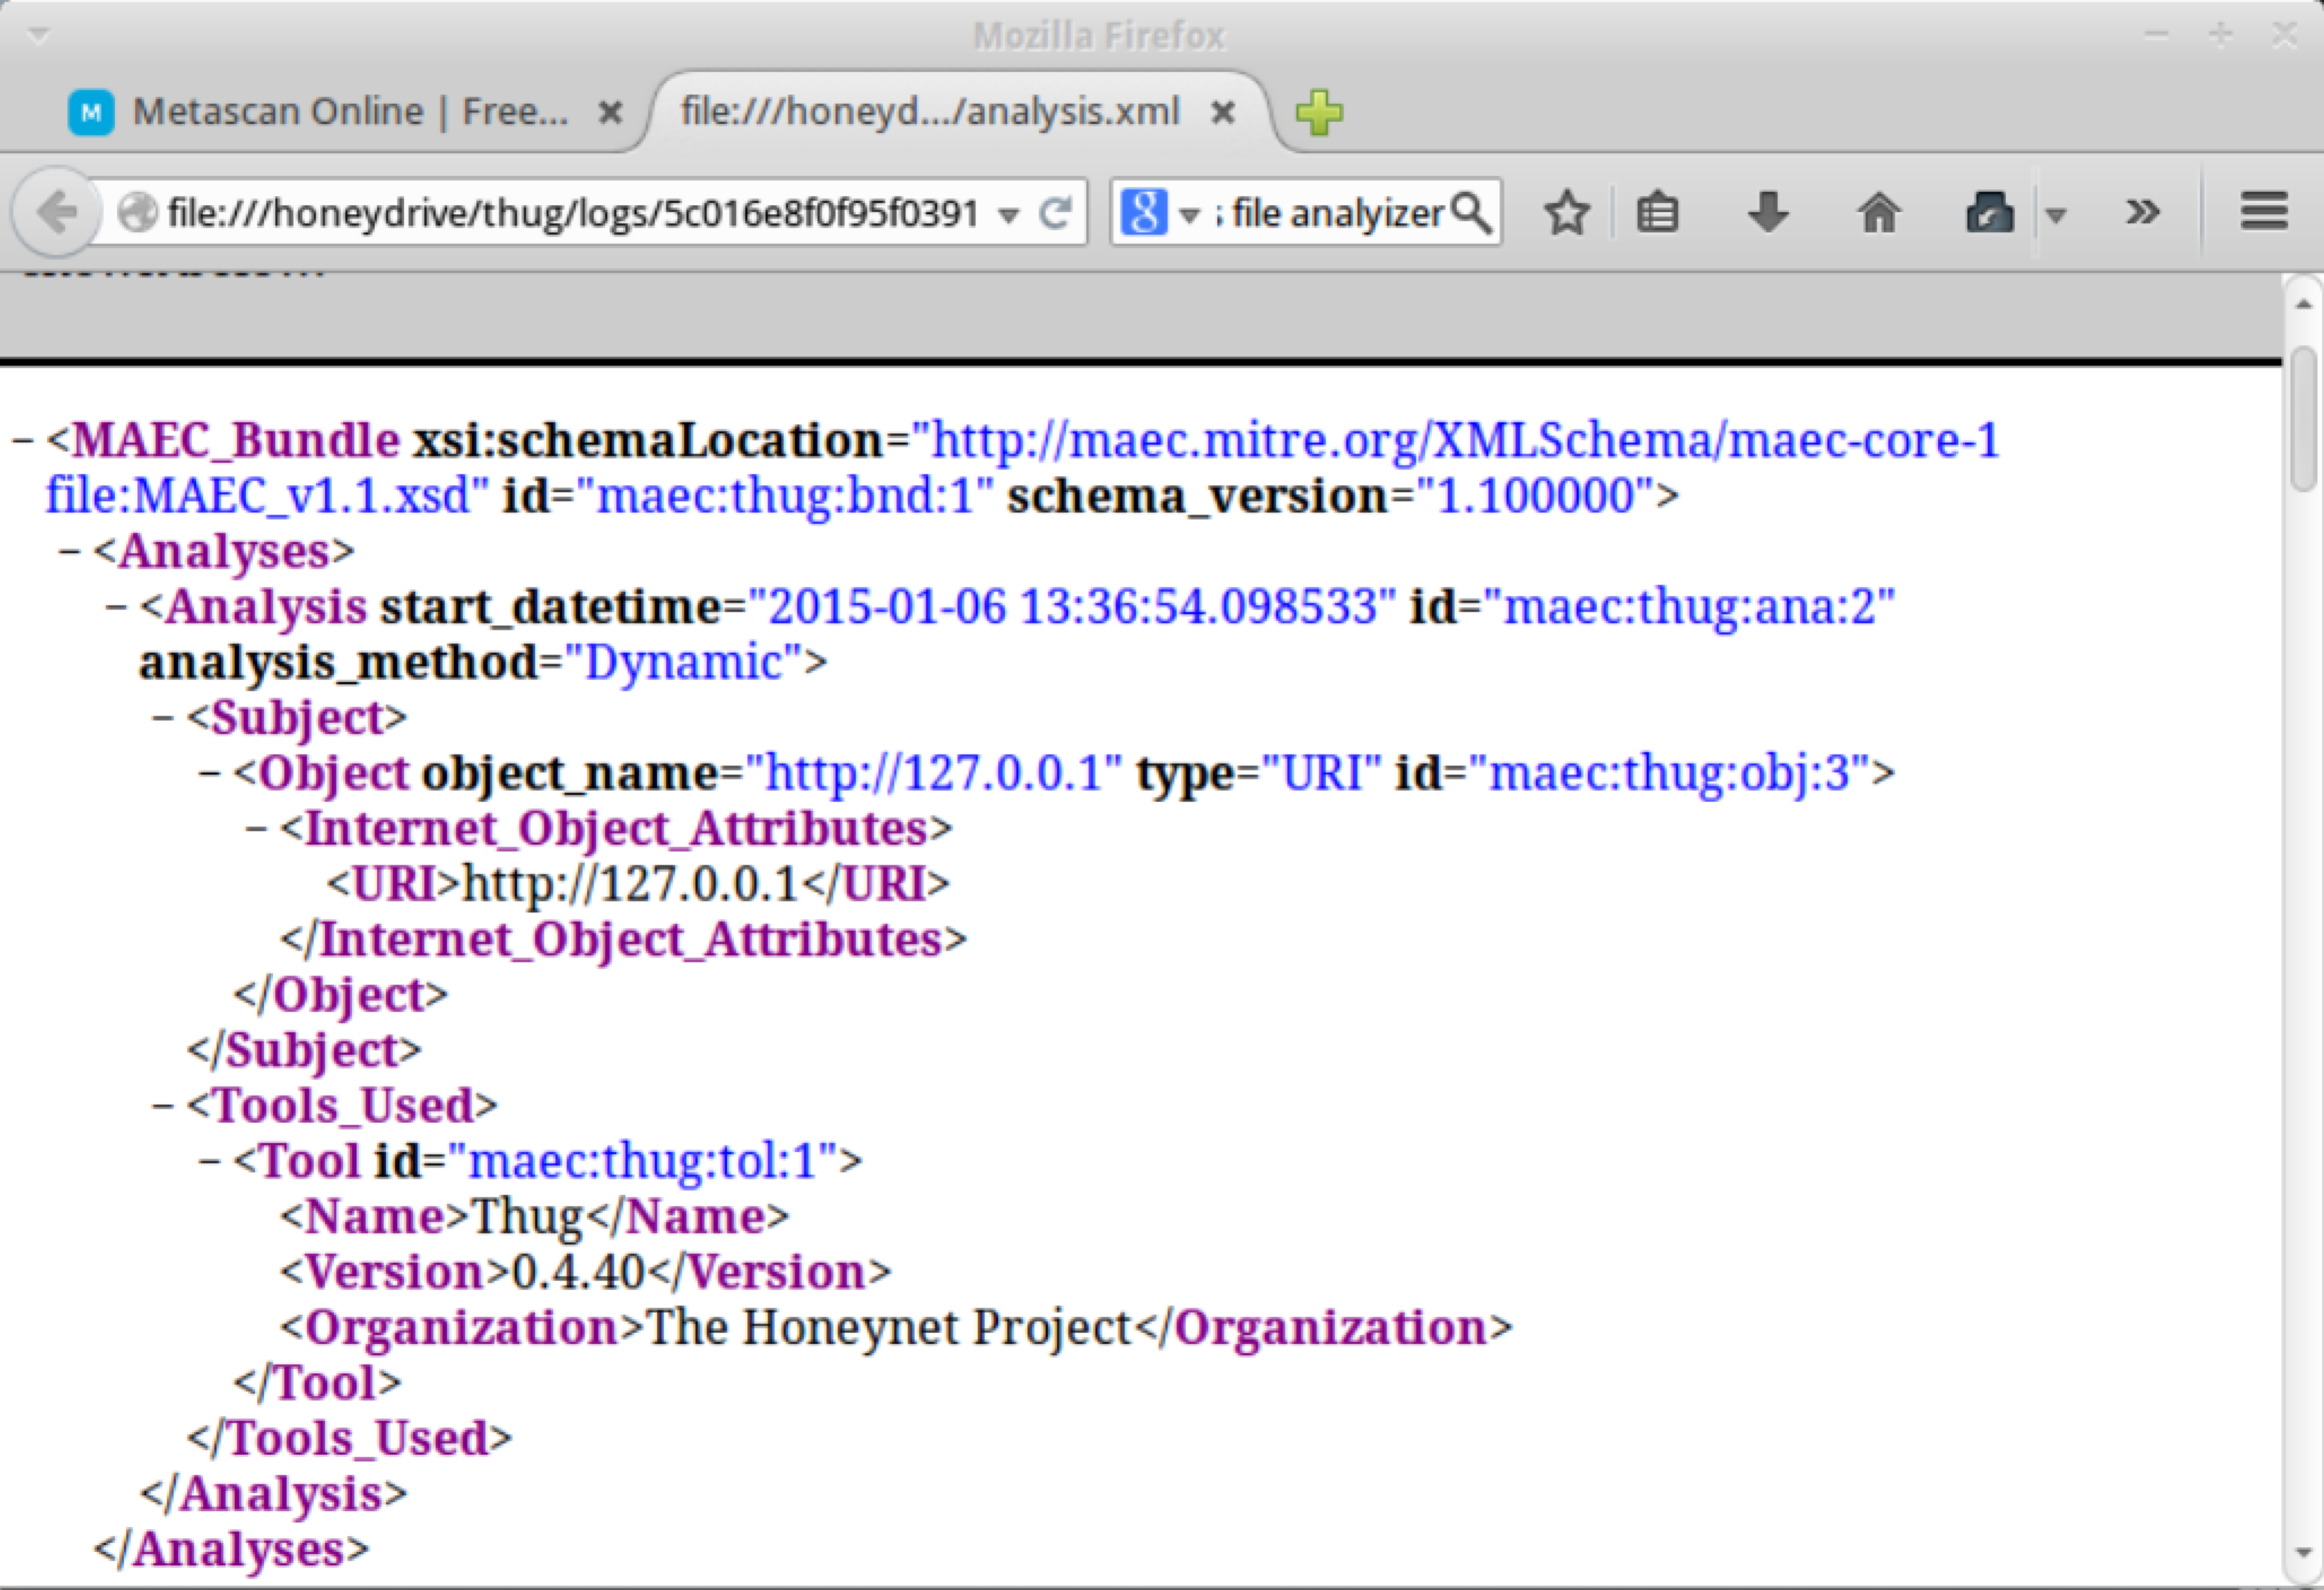 Mozilla Firefox
M Metascan Online | Free...
file:///honeyd.../analysis.xml
file:///honeydrive/thug/logs/5c016e8f0f95f0391
8 file analyizer
− <MAEC_Bundle xsi:schemaLocation="http://maec.mitre.org/XMLSchema/maec-core-1
file:MAEC_v1.1.xsd" id="maec:thug:bnd:1" schema_version="1.100000">
− <Analyses>
− <Analysis start_datetime="2015-01-06 13:36:54.098533" id="maec:thug:ana:2"
analysis_method="Dynamic">
− <Subject>
− <Object object_name="http://127.0.0.1" type="URI" id="maec:thug:obj:3">
− <Internet_Object_Attributes>
<URI>http://127.0.0.1</URI>
</Internet_Object_Attributes>
</Object>
</Subject>
− <Tools_Used>
− <Tool id="maec:thug:tol:1">
<Name>Thug</Name>
<Version>0.4.40</Version>
<Organization>The Honeynet Project</Organization>
</Tool>
</Tools_Used>
</Analysis>
</Analyses>